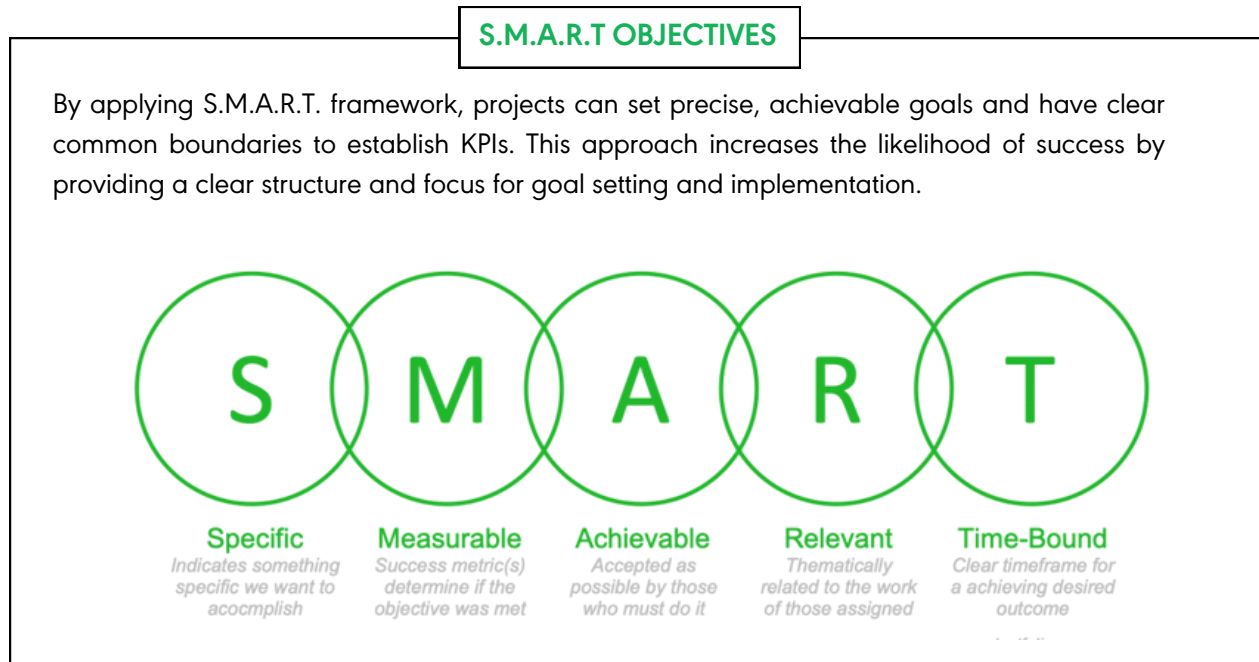 S.M.A.R.T OBJECTIVES
By applying S.M.A.R.T. framework, projects can set precise, achievable goals and have clear
common boundaries to establish KPIs. This approach increases the likelihood of success by
providing a clear structure and focus for goal setting and implementation.
S M A R T
Specific Measurable Achievable Relevant Time-Bound
Indicates something Success metric(s) Accepted as Thematically Clear timeframe for
specific we want to determine if the possible by those related to the work a achieving desired
acocmplish objective was met who must do it of those assigned outcome